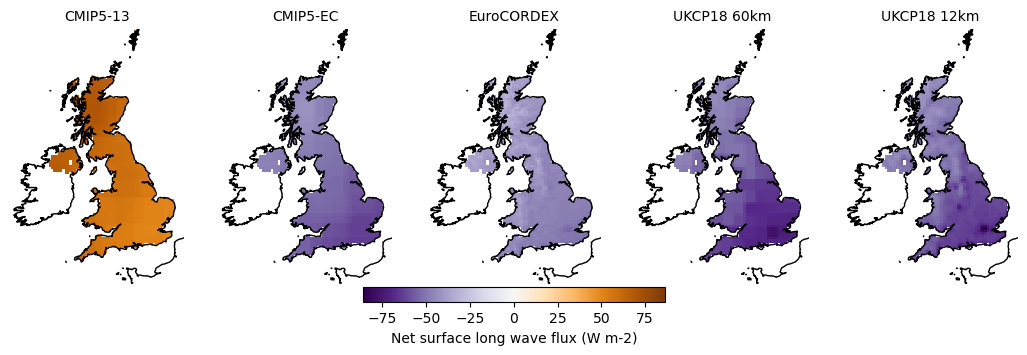 CMIP5-13 CMIP5-EC EuroCORDEX UKCP18 60km UKCP18 12km
−75 −50 −25 0 25 50 75
Net surface long wave flux (W m-2)